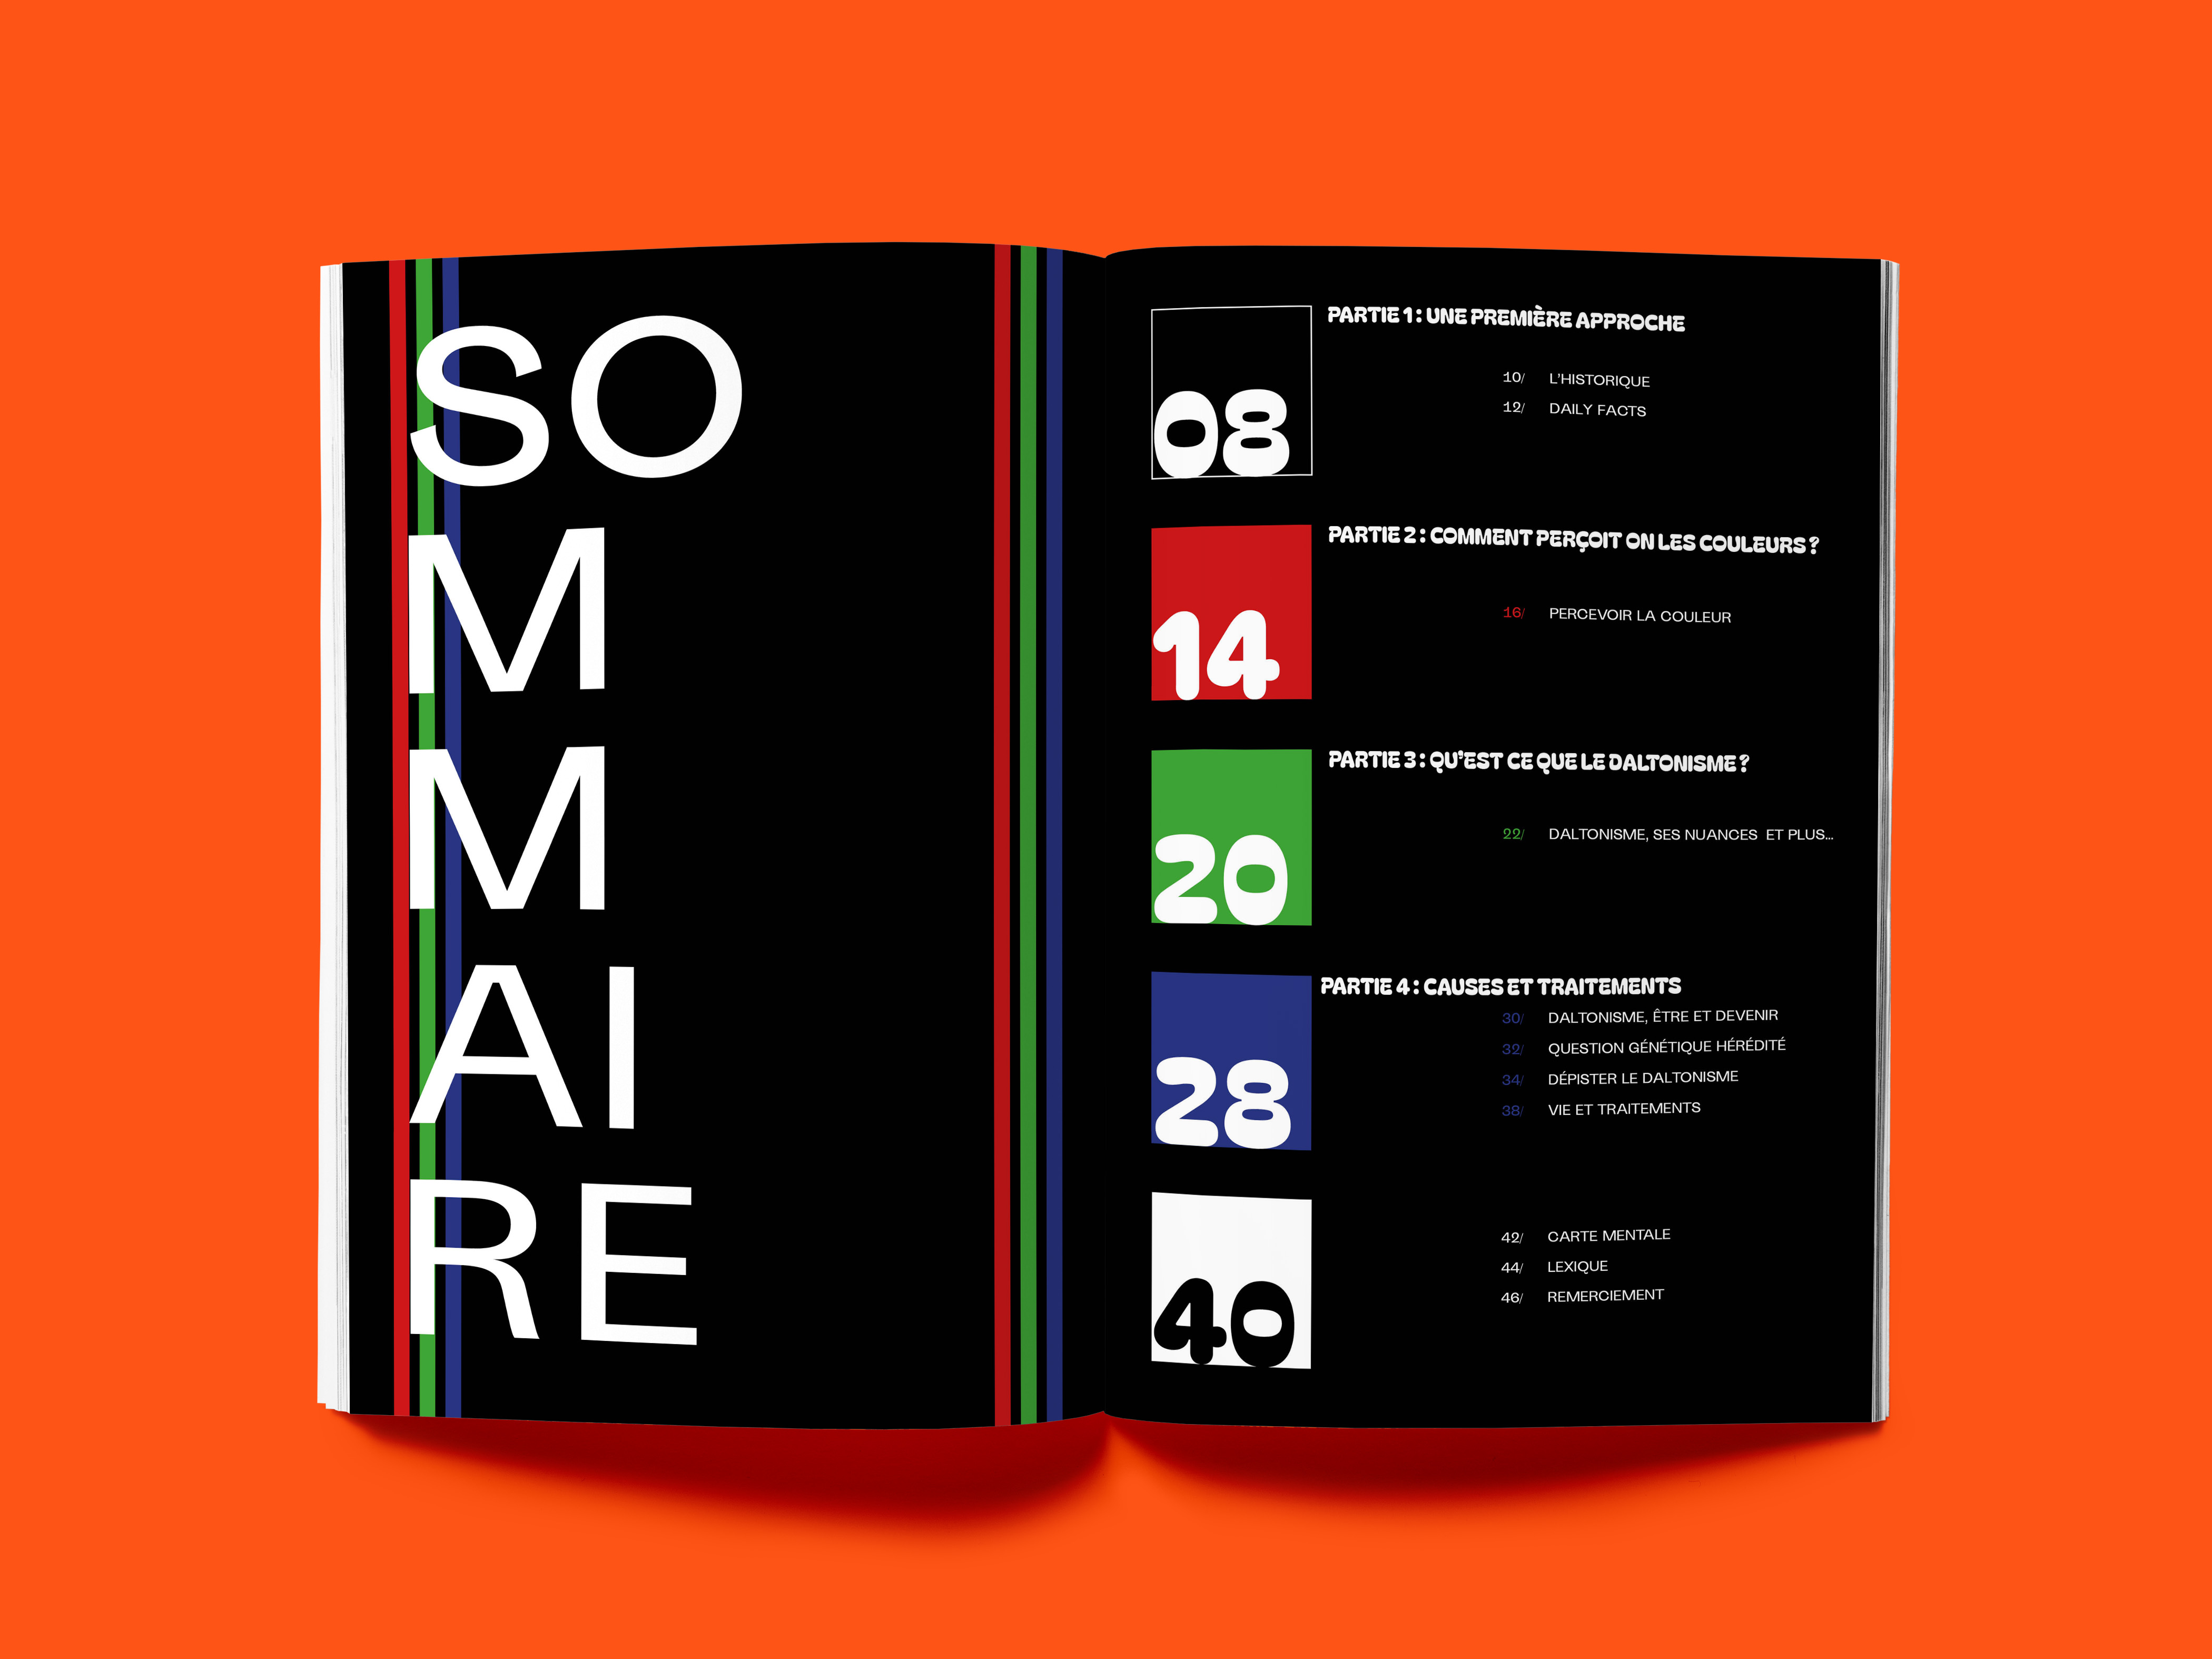 SO
M
M
AI
RE
08
PARTIE 1 : UNE PREMIÈRE APPROCHE
10/ L'HISTORIQUE
12/ DAILY FACTS
14
PARTIE 2 : COMMENT PERÇOIT ON LES COULEURS ?
16/ PERCEVOIR LA COULEUR
20
PARTIE 3 : QU'EST CE QUE LE DALTONISME ?
22/ DALTONISME, SES NUANCES ET PLUS...
28
PARTIE 4 : CAUSES ET TRAITEMENTS
30/ DALTONISME, ÊTRE ET DEVENIR
32/ QUESTION GÉNÉTIQUE HÉRÉDITÉ
34/ DÉPISTER LE DALTONISME
38/ VIE ET TRAITEMENTS
40
42/ CARTE MENTALE
44/ LEXIQUE
46/ REMERCIEMENT